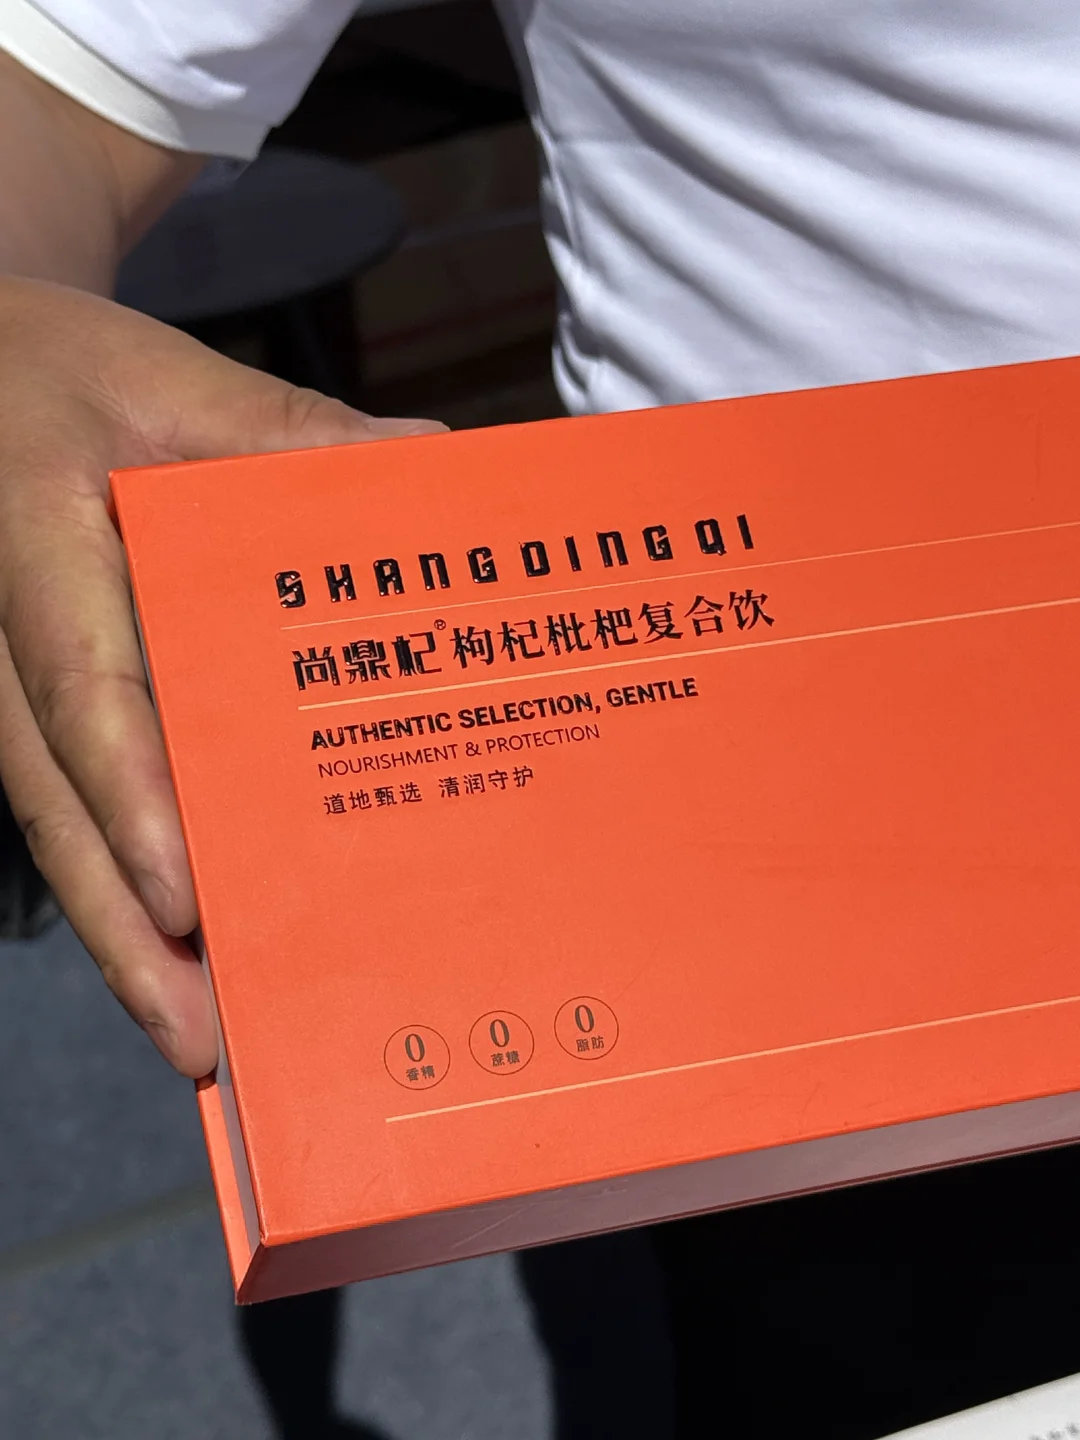 SHANGDINGQI
尚鼎杞®枸杞枇杷复合饮
AUTHENTIC SELECTION, GENTLE
NOURISHMENT & PROTECTION
道地甄选 清润守护
0
香精
0
蔗糖
0
脂肪